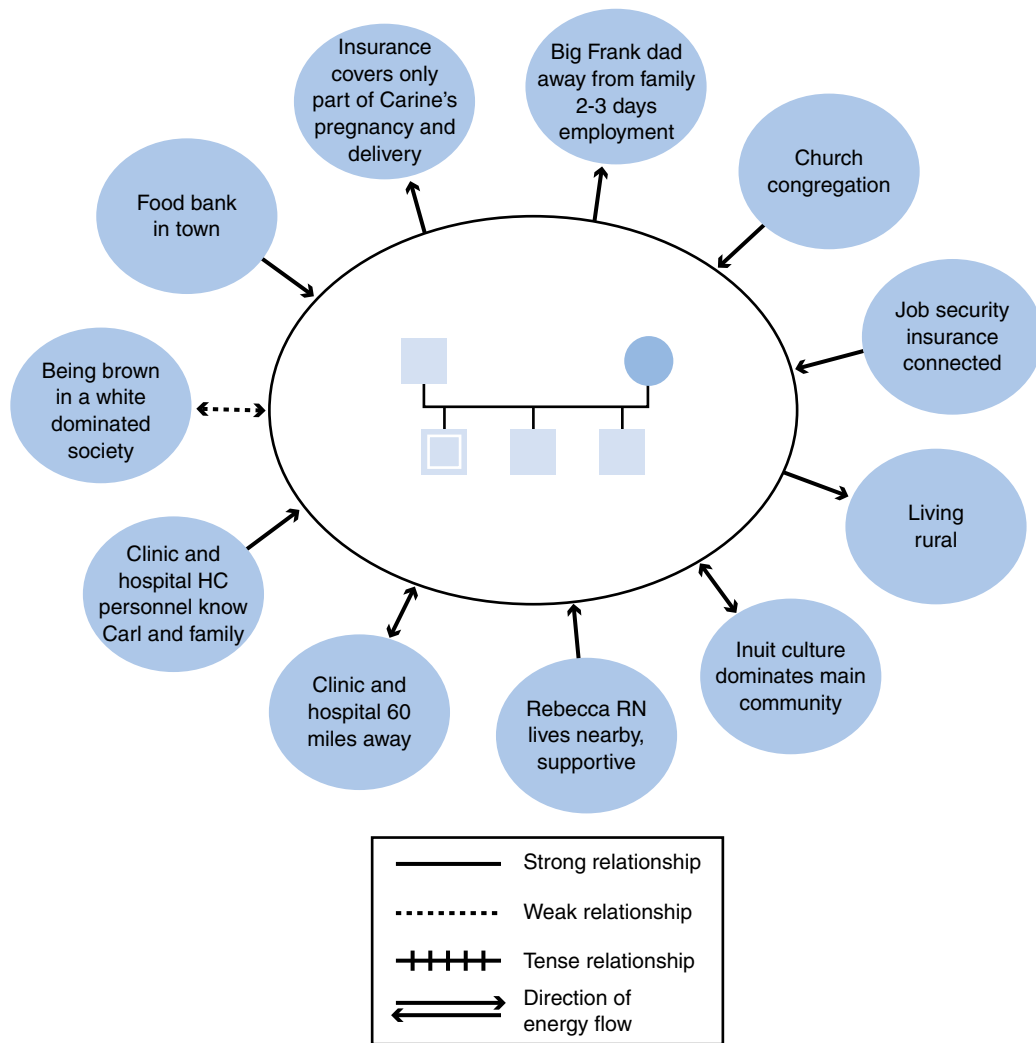 Insurance
covers only
part of Carine's
pregnancy and
delivery
Big Frank dad
away from family
2-3 days
employment
Church
congregation
Food bank
in town
Job security
insurance
connected
Being brown
in a white
dominated
society
Living
rural
Clinic and
hospital HC
personnel know
Carl and family
Inuit culture
dominates main
community
Clinic and
hospital 60
miles away
Rebecca RN
lives nearby,
supportive
Strong relationship
Weak relationship
Tense relationship
Direction of
energy flow